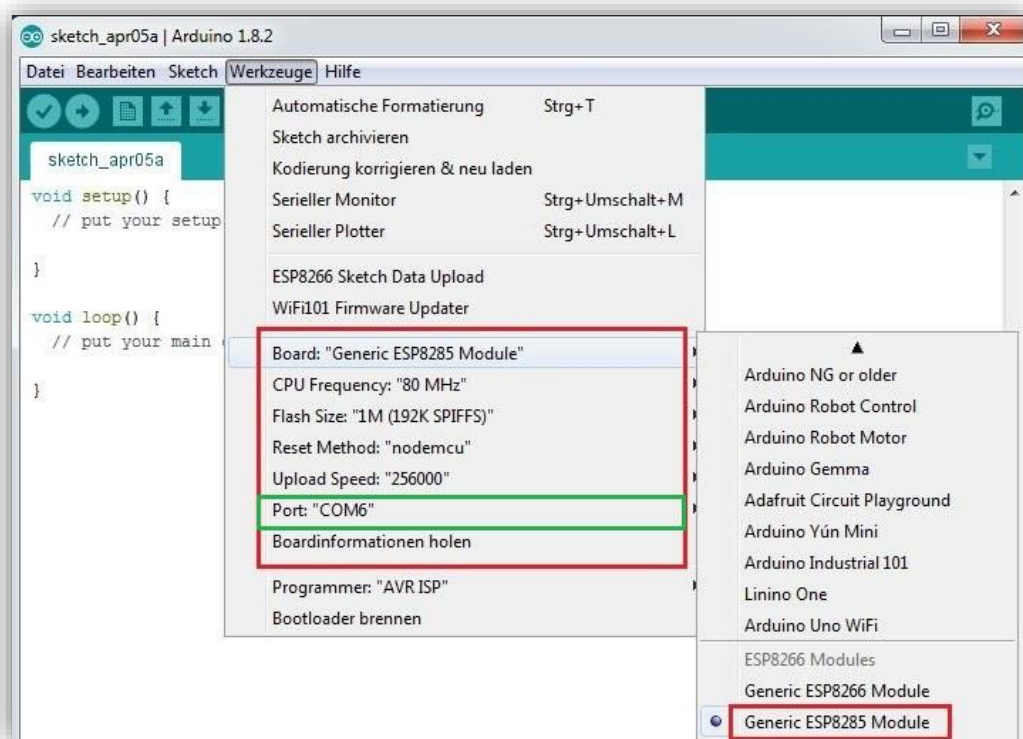 sketch_apr05a | Arduino 1.8.2
Datei Bearbeiten Sketch Werkzeuge Hilfe
sketch_apr05a
void setup() {
// put your setup
}
void loop() {
// put your main
}
Automatische Formatierung Strg+T
Sketch archivieren
Kodierung korrigieren & neu laden
Serieller Monitor Strg+Umschalt+M
Serieller Plotter Strg+Umschalt+L
ESP8266 Sketch Data Upload
WiFi101 Firmware Updater
Board: "Generic ESP8285 Module"
CPU Frequency: "80 MHz"
Flash Size: "1M (192K SPIFFS)"
Reset Method: "nodemcu"
Upload Speed: "256000"
Port: "COM6"
Boardinformationen holen
Programmer: "AVR ISP"
Bootloader brennen
Arduino NG or older
Arduino Robot Control
Arduino Robot Motor
Arduino Gemma
Adafruit Circuit Playground
Arduino Yún Mini
Arduino Industrial 101
Linino One
Arduino Uno WiFi
ESP8266 Modules
Generic ESP8266 Module
Generic ESP8285 Module